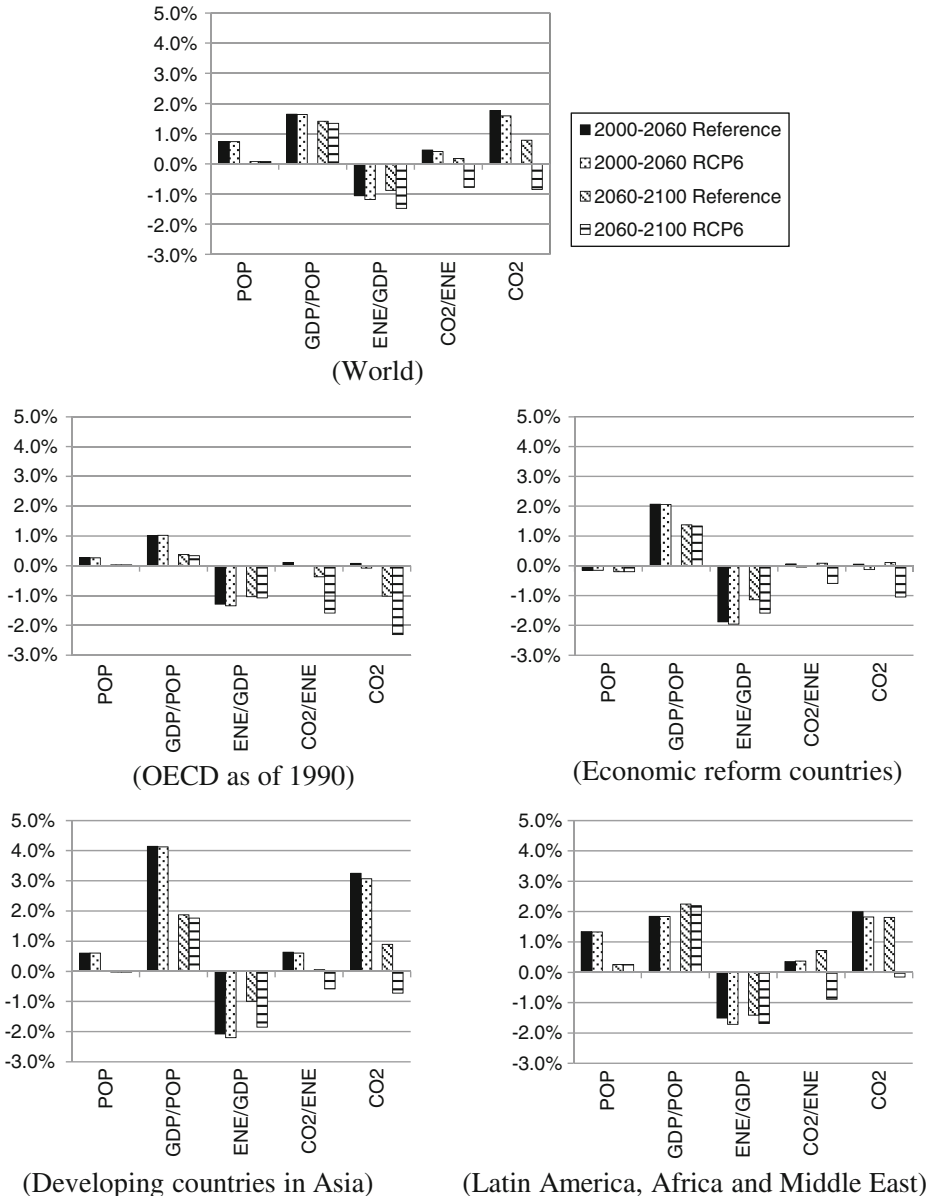 5.0%
4.0%
3.0%
2.0%
1.0%
0.0%
-1.0%
-2.0%
-3.0%
POP
GDP/POP
ENE/GDP
CO2/ENE
CO2
2000-2060 Reference
2000-2060 RCP6
2060-2100 Reference
2060-2100 RCP6
(World)
5.0%
4.0%
3.0%
2.0%
1.0%
0.0%
-1.0%
-2.0%
-3.0%
POP
GDP/POP
ENE/GDP
CO2/ENE
CO2
(OECD as of 1990)
5.0%
4.0%
3.0%
2.0%
1.0%
0.0%
-1.0%
-2.0%
-3.0%
POP
GDP/POP
ENE/GDP
CO2/ENE
CO2
(Economic reform countries)
5.0%
4.0%
3.0%
2.0%
1.0%
0.0%
-1.0%
-2.0%
-3.0%
POP
GDP/POP
ENE/GDP
CO2/ENE
CO2
(Developing countries in Asia)
5.0%
4.0%
3.0%
2.0%
1.0%
0.0%
-1.0%
-2.0%
-3.0%
POP
GDP/POP
ENE/GDP
CO2/ENE
CO2
(Latin America, Africa and Middle East)